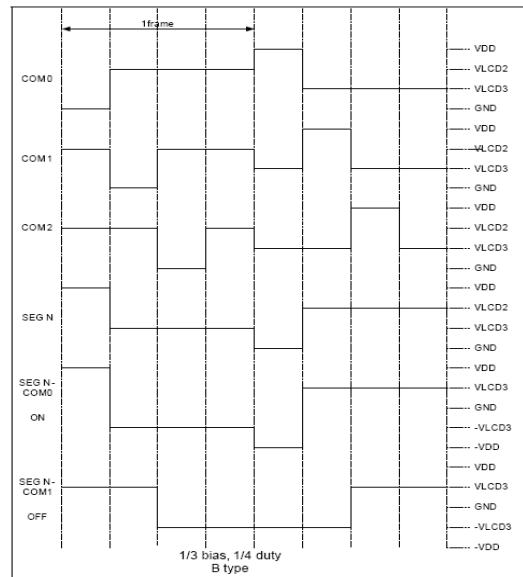 1frame
COM0
VDD
VLCD2
VLCD3
GND
COM1
VDD
VLCD2
VLCD3
GND
COM2
VDD
VLCD2
VLCD3
GND
SEG N
VDD
VLCD2
VLCD3
GND
SEG N-
COM0
ON
VDD
VLCD3
GND
-VLCD3
-VDD
SEG N-
COM1
OFF
VDD
VLCD3
GND
-VLCD3
-VDD
1/3 bias, 1/4 duty
B type